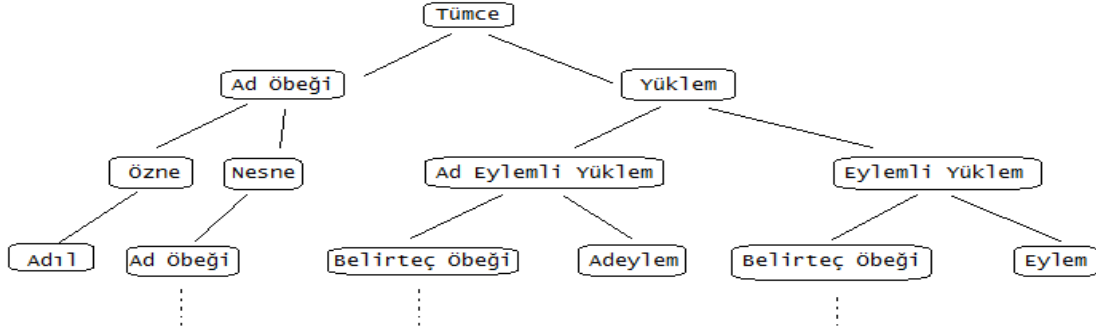 Tümce
Ad Öbeği
Yüklem
Özne
Nesne
Ad Eylemli Yüklem
Eylemli Yüklem
Adıl
Ad Öbeği
Belirteç Öbeği
Adeylem
Belirteç Öbeği
Eylem